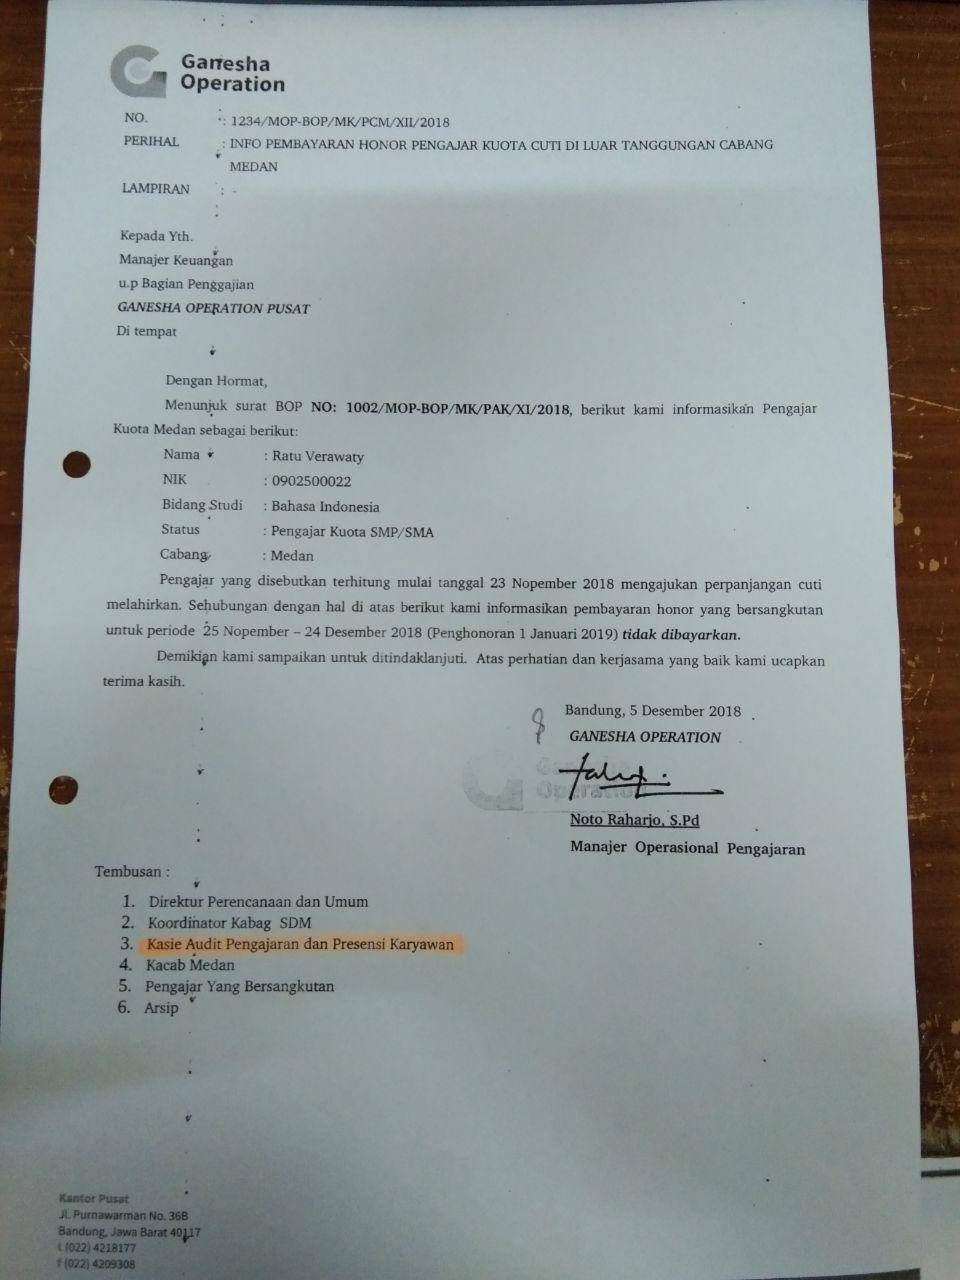 Ganesha
Operation
NO. : 1234/MOP-BOP/MK/PCM/XII/2018
PERIHAL : INFO PEMBAYARAN HONOR PENGAJAR KUOTA CUTI DI LUAR TANGGUNGAN CABANG
MEDAN
LAMPIRAN : -
Kepada Yth.
Manajer Keuangan
u.p Bagian Penggajian
GANESHA OPERATION PUSAT
Di tempat
Dengan Hormat,
Menunjuk surat BOP NO: 1002/MOP-BOP/MK/PAK/XI/2018, berikut kami informasikan Pengajar
Kuota Medan sebagai berikut:
Nama : Ratu Verawaty
NIK : 0902500022
Bidang Studi : Bahasa Indonesia
Status : Pengajar Kuota SMP/SMA
Cabang : Medan
Pengajar yang disebutkan terhitung mulai tanggal 23 Nopember 2018 mengajukan perpanjangan cuti
melahirkan. Sehubungan dengan hal di atas berikut kami informasikan pembayaran honor yang bersangkutan
untuk periode 25 Nopember – 24 Desember 2018 (Penghonoran 1 Januari 2019) tidak dibayarkan.
Demikian kami sampaikan untuk ditindaklanjuti. Atas perhatian dan kerjasama yang baik kami ucapkan
terima kasih.
Bandung, 5 Desember 2018
GANESHA OPERATION
Ganesha
Operation
Noto Raharjo, S.Pd
Manajer Operasional Pengajaran
Tembusan :
1. Direktur Perencanaan dan Umum
2. Koordinator Kabag SDM
3. Kasie Audit Pengajaran dan Presensi Karyawan
4. Kacab Medan
5. Pengajar Yang Bersangkutan
6. Arsip
Kantor Pusat
Jl. Purnawarman No. 36B
Bandung, Jawa Barat 40117
t (022) 4218177
f (022) 4209308